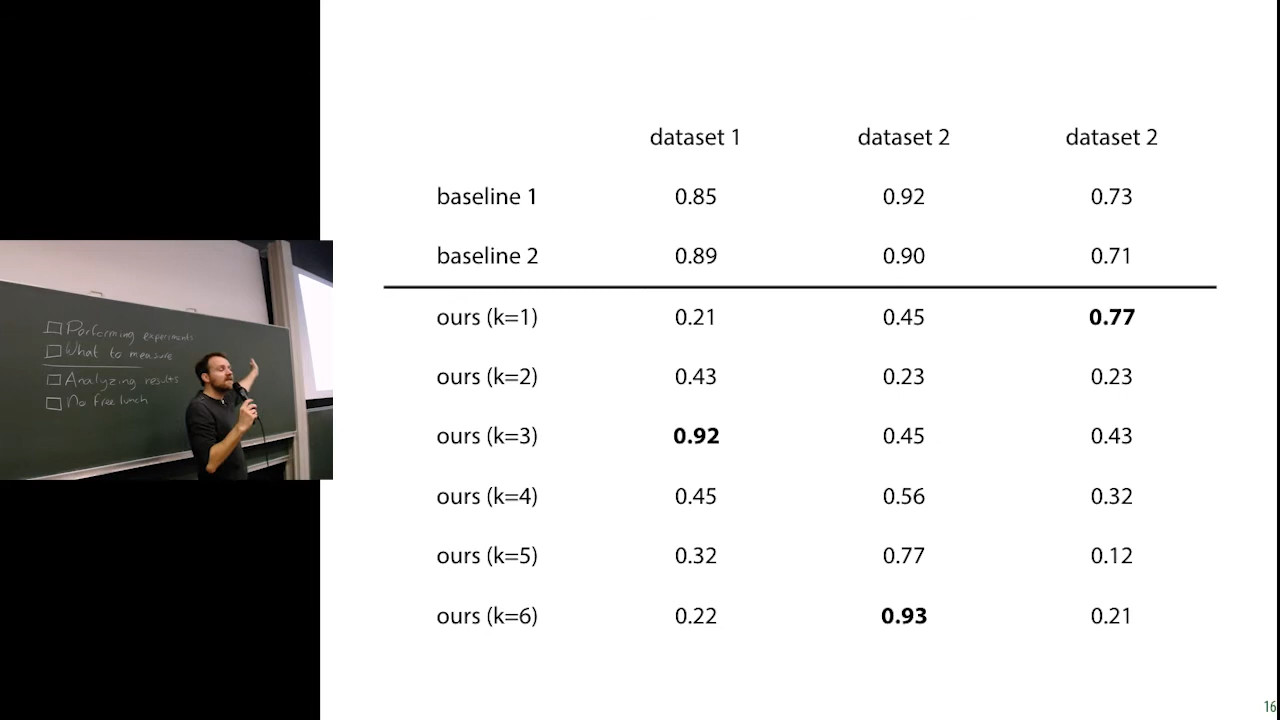 dataset 1 dataset 2 dataset 2
baseline 1 0.85 0.92 0.73
baseline 2 0.89 0.90 0.71
ours (k=1) 0.21 0.45 0.77
ours (k=2) 0.43 0.23 0.23
ours (k=3) 0.92 0.45 0.43
ours (k=4) 0.45 0.56 0.32
ours (k=5) 0.32 0.77 0.12
ours (k=6) 0.22 0.93 0.21
16
Performing experiments
What to measure
Analyzing results
No free lunch